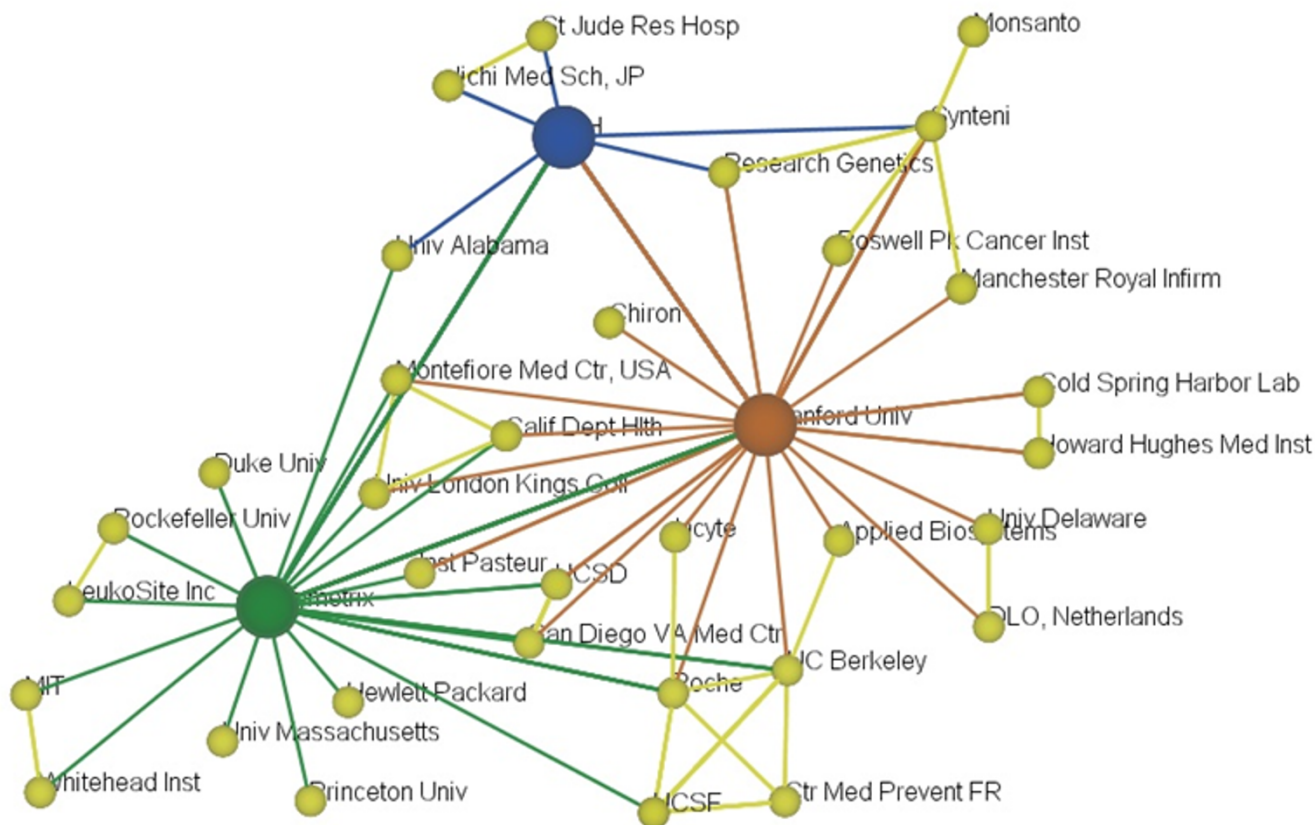 St Jude Res Hosp
Monsanto
Jichi Med Sch, JP
H
Synteni
Research Genetics
Univ Alabama
Roswell Pk Cancer Inst
Manchester Royal Infirm
Chiron
Montefiore Med Ctr, USA
Cold Spring Harbor Lab
anford Univ
Calif Dept Hlth
Howard Hughes Med Inst
Duke Univ
Univ London Kings Coll
Rockefeller Univ
Incyte
Applied Biosystems
Univ Delaware
Inst Pasteur
UCSD
LeukoSite Inc
metrix
San Diego VA Med Ctr
DLO, Netherlands
UC Berkeley
MIT
Hewlett Packard
Roche
Univ Massachusetts
Whitehead Inst
Princeton Univ
UCSF
Ctr Med Prevent FR